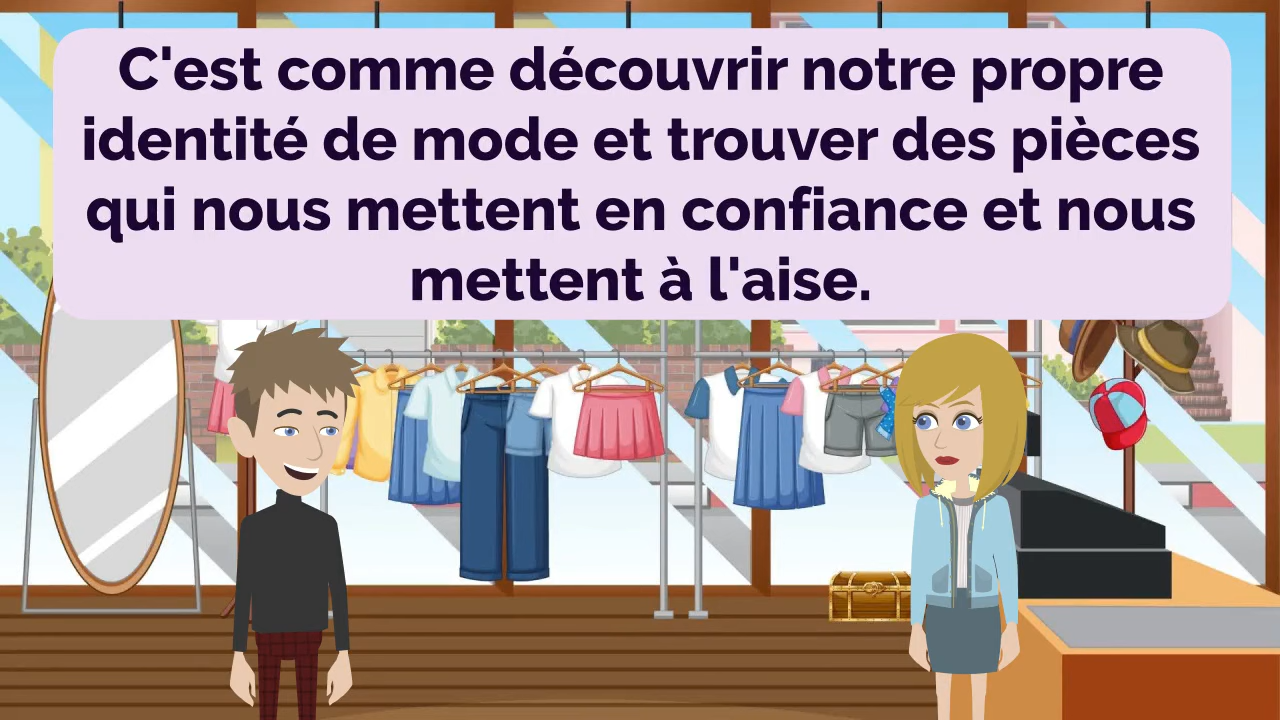 C'est comme découvrir notre propre
identité de mode et trouver des pièces
qui nous mettent en confiance et nous
mettent à l'aise.